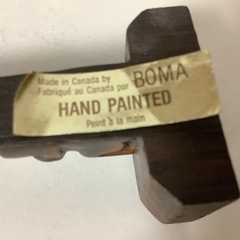 Made in Canada by
Fabriqué au Canada par BOMA
HAND PAINTED
Peint à la main